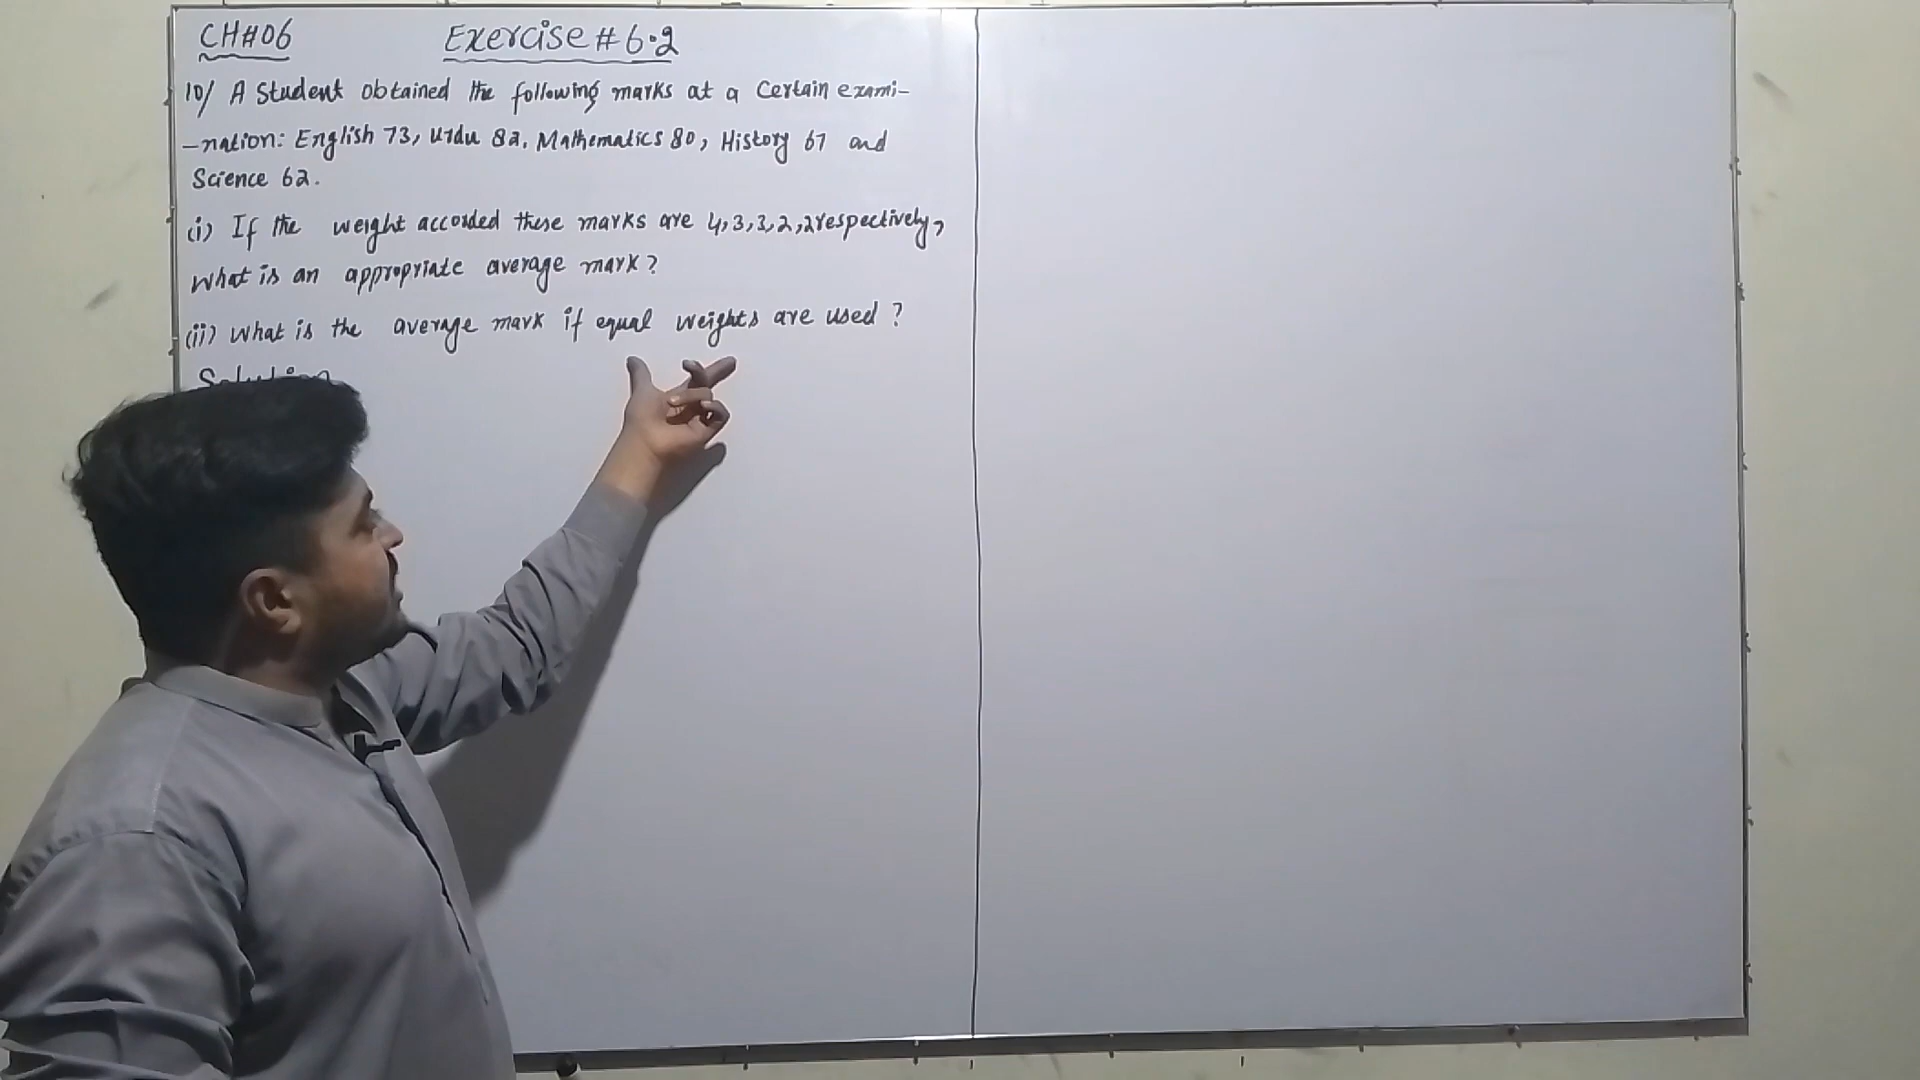 CH#06 Exercise # 6.2
10/ A Student obtained the following marks at a Certain exami-
-nation: English 73, Urdu 82, Mathematics 80, History 67 and
Science 62.
(i) If the weight accorded these marks are 4,3,3,2,2 respectively,
What is an appropriate average mark?
(ii) What is the average mark if equal weights are used ?
Solution